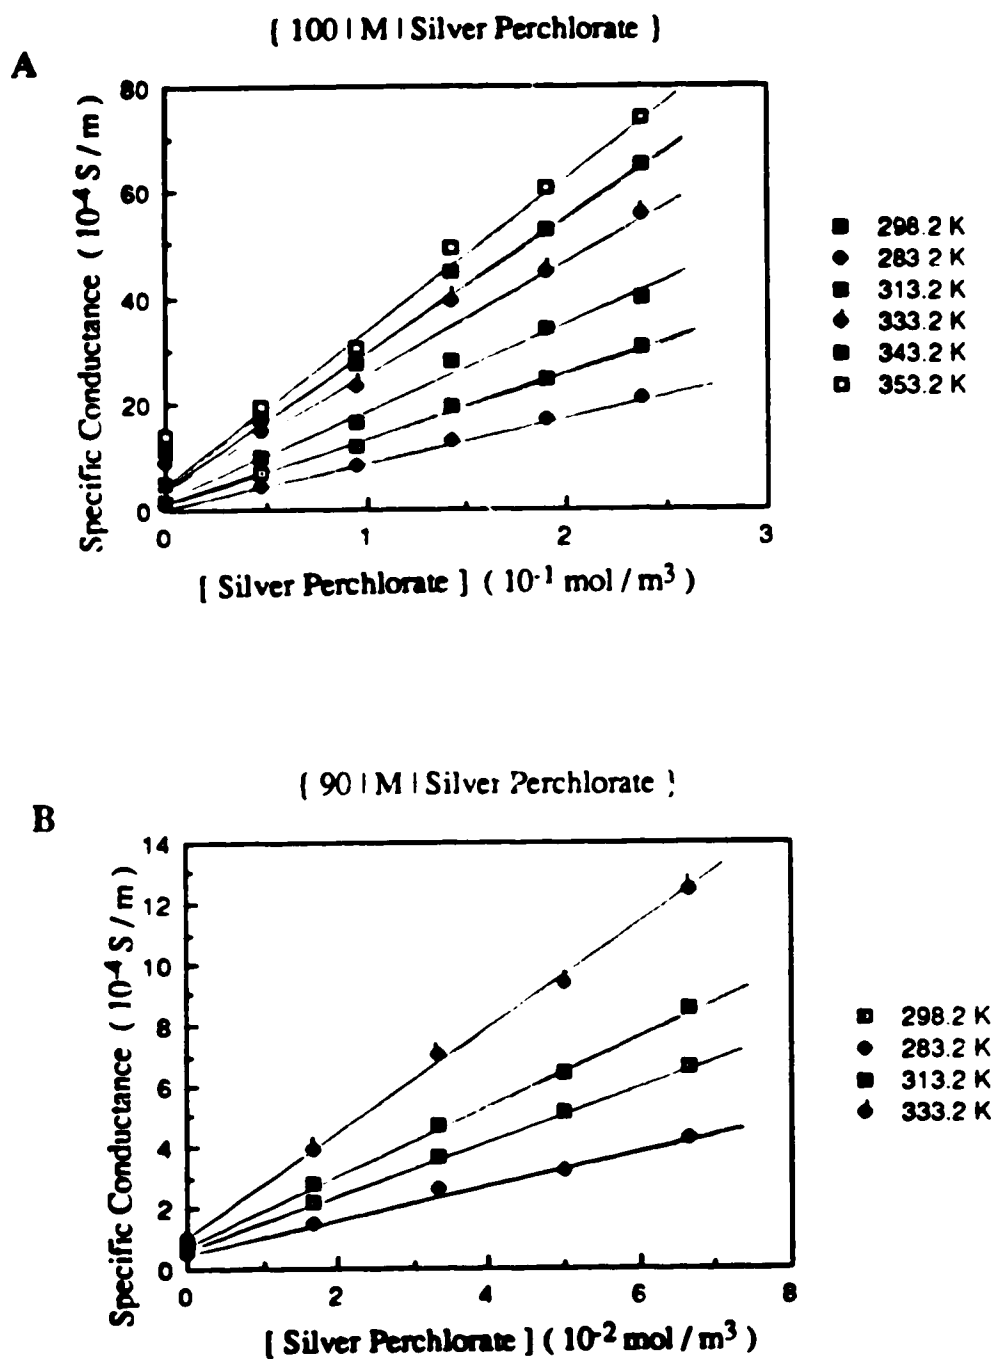 { 100 | M | Silver Perchlorate }
A
Specific Conductance ( 10-4 S / m )
80
60
40
20
0
0 1 2 3
[ Silver Perchlorate ] ( 10-1 mol / m3 )
298.2 K
283 2 K
313.2 K
333.2 K
343.2 K
353.2 K
{ 90 | M | Silver Perchlorate }
B
Specific Conductance ( 10-4 S / m )
14
12
10
8
6
4
2
0
0 2 4 6 8
[ Silver Perchlorate ] ( 10-2 mol / m3 )
298.2 K
283.2 K
313.2 K
333.2 K